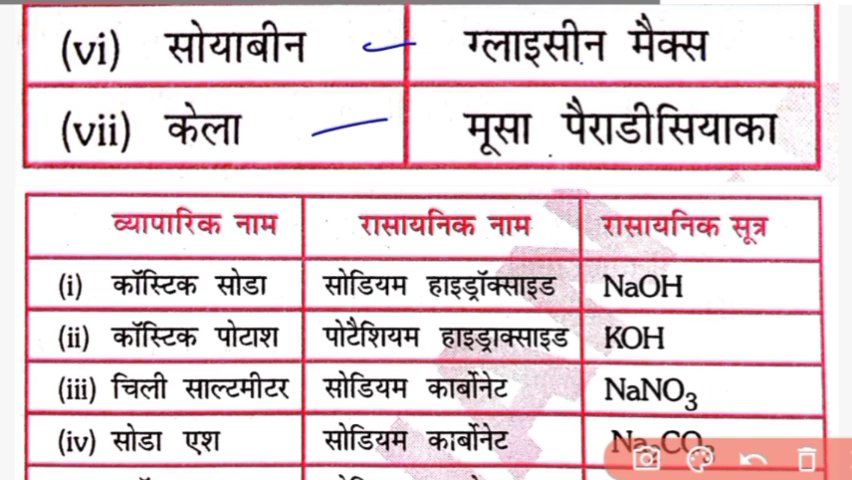 (vi) सोयाबीन ग्लाइसीन मैक्स
(vii) केला मूसा पैराडीसियाका
व्यापारिक नाम रासायनिक नाम रासायनिक सूत्र
(i) कॉस्टिक सोडा सोडियम हाइड्रॉक्साइड NaOH
(ii) कॉस्टिक पोटाश पोटैशियम हाइड्राक्साइड KOH
(iii) चिली साल्टमीटर सोडियम कार्बोनेट NaNO₃
(iv) सोडा एश सोडियम कार्बोनेट Na₂CO₃